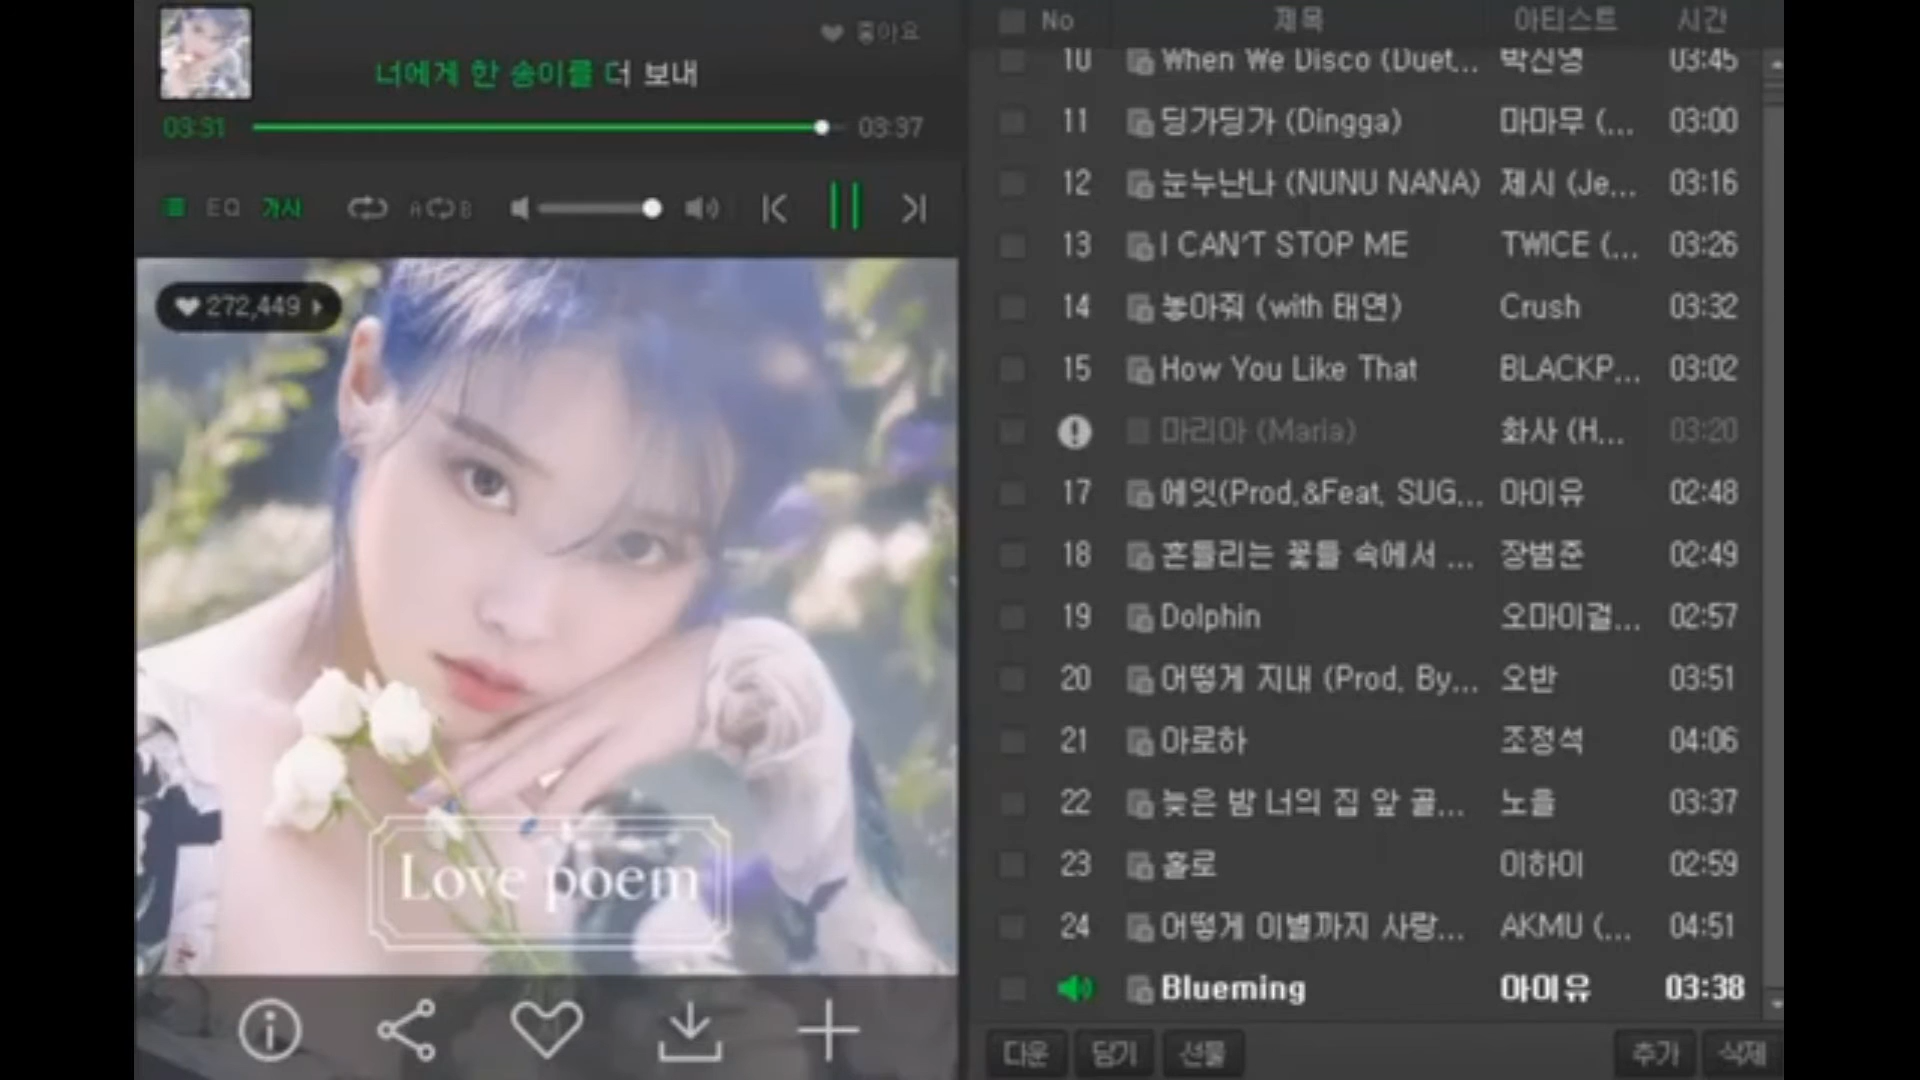 좋아요
너에게 한 송이를 더 보내
03:31 03:37
EQ 가사 A B
272,449
Love poem
No 제목 아티스트 시간
10 When We Disco (Duet... 박진영 03:45
11 딩가딩가 (Dingga) 마마무 (... 03:00
12 눈누난나 (NUNU NANA) 제시 (Je... 03:16
13 I CAN'T STOP ME TWICE (... 03:26
14 놓아줘 (with 태연) Crush 03:32
15 How You Like That BLACKP... 03:02
마리아 (Maria) 화사 (H... 03:20
17 에잇(Prod.&Feat. SUG... 아이유 02:48
18 흔들리는 꽃들 속에서 ... 장범준 02:49
19 Dolphin 오마이걸... 02:57
20 어떻게 지내 (Prod. By... 오반 03:51
21 아로하 조정석 04:06
22 늦은 밤 너의 집 앞 골... 노을 03:37
23 홀로 이하이 02:59
24 어떻게 이별까지 사랑... AKMU (... 04:51
Blueming 아이유 03:38
다운 담기 선물 추가 삭제